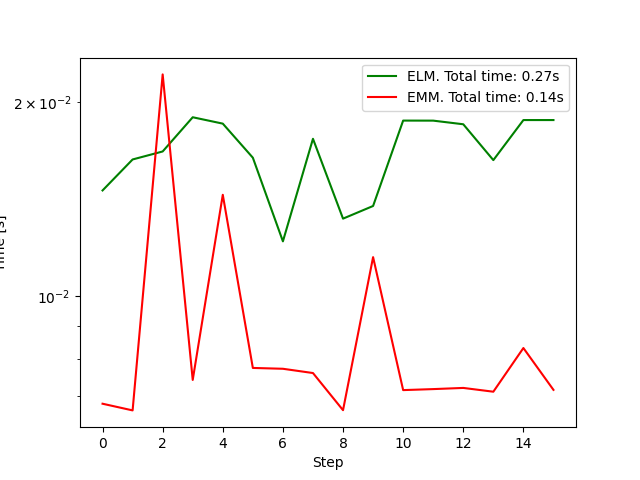 ELM. Total time: 0.27s
EMM. Total time: 0.14s
2 × 10⁻²
10⁻²
[s]
0 2 4 6 8 10 12 14
Step